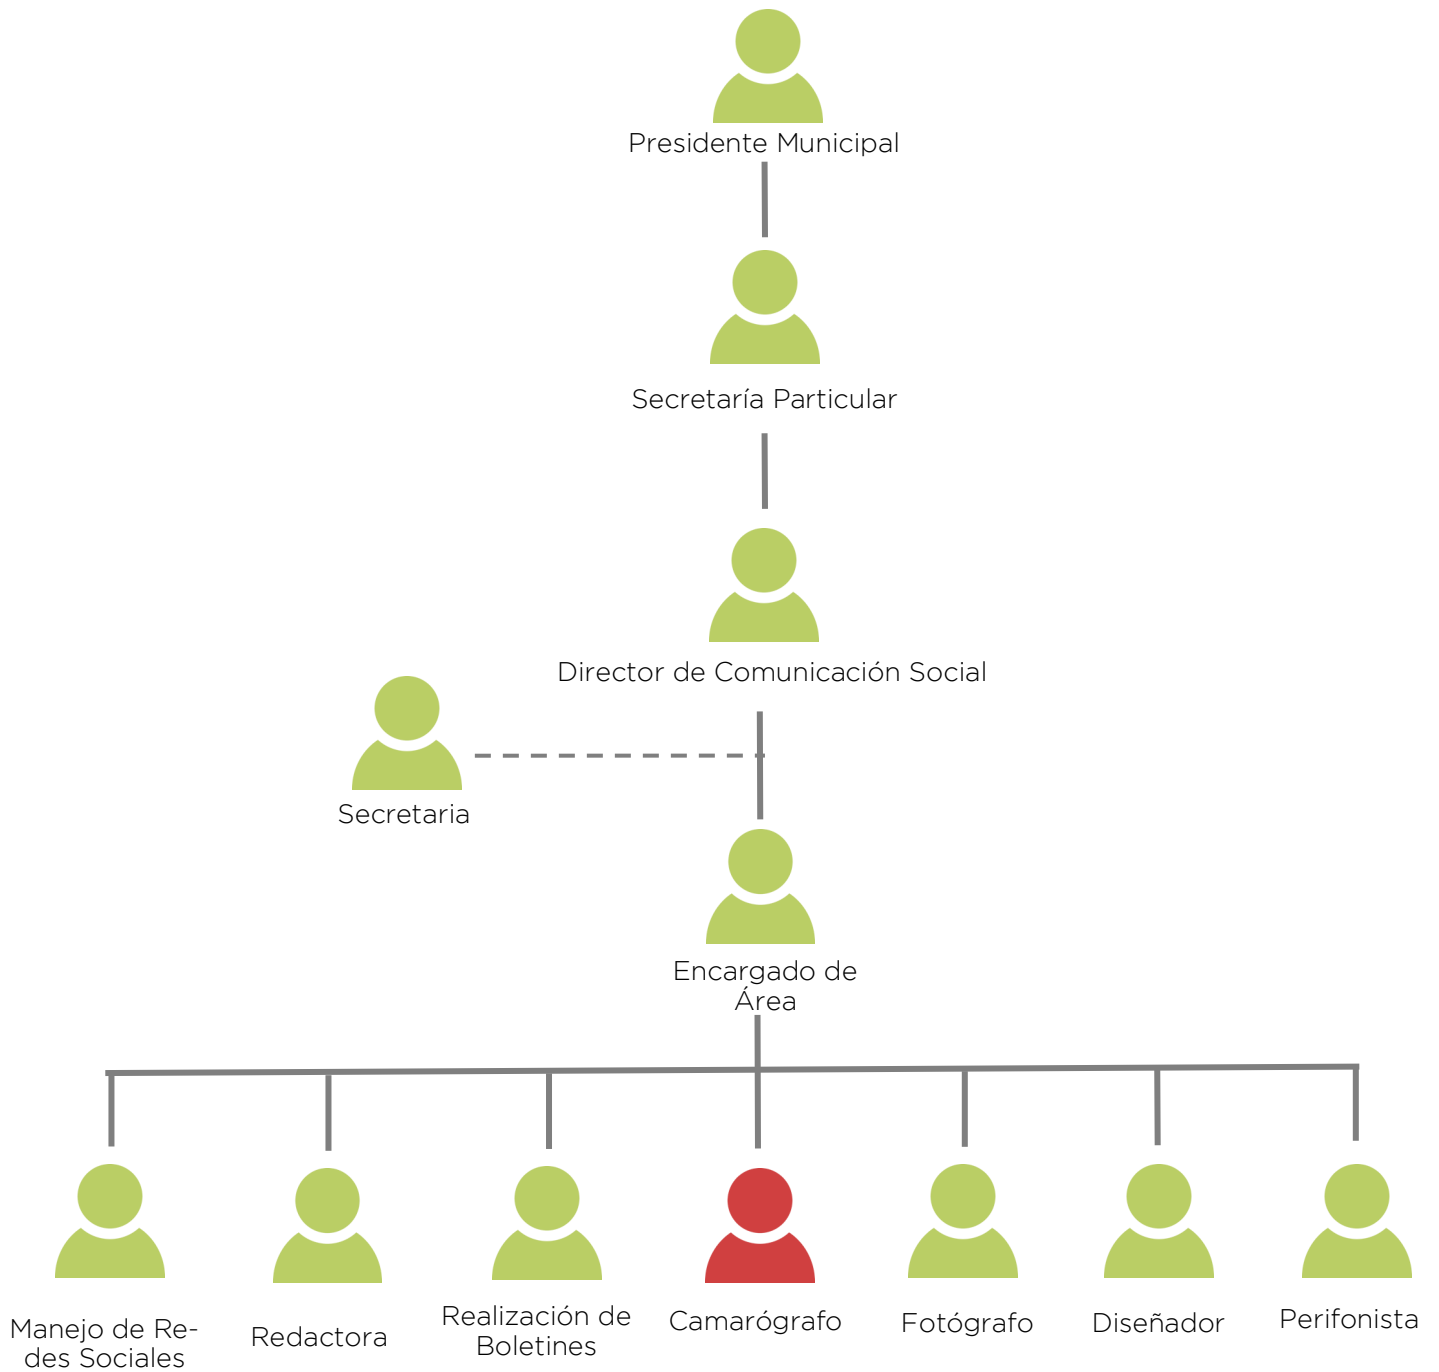 Presidente Municipal
Secretaría Particular
Director de Comunicación Social
Secretaria
Encargado de
Área
Manejo de Re-
des Sociales
Redactora
Realización de
Boletines
Camarógrafo
Fotógrafo
Diseñador
Perifonista